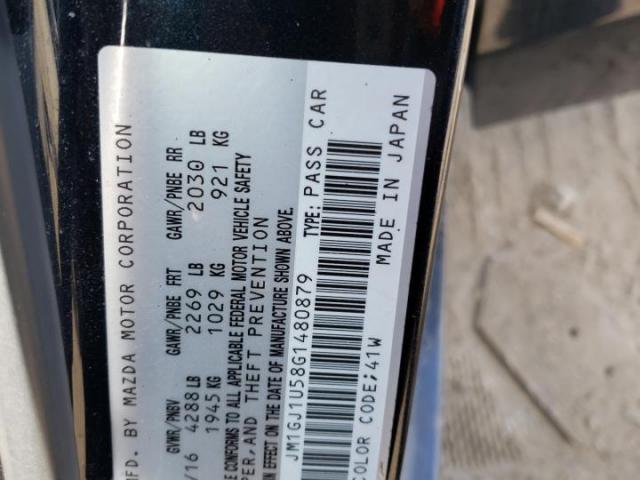 MFD. BY MAZDA MOTOR CORPORATION
GVWR/PNBV GAWR/PNBE FRT GAWR/PNBE RR
/16 4288 LB 2269 LB 2030 LB
1945 KG 1029 KG 921 KG
CONFORMS TO ALL APPLICABLE FEDERAL MOTOR VEHICLE SAFETY
AND THEFT PREVENTION
IN EFFECT ON THE DATE OF MANUFACTURE SHOWN ABOVE.
JM1GJ1U58G1480879 TYPE: PASS CAR
COLOR CODE;41W MADE IN JAPAN